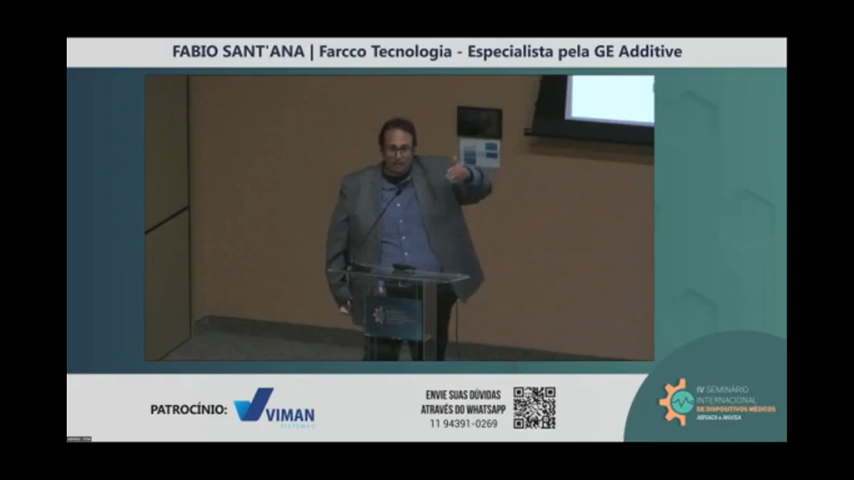 FABIO SANT'ANA | Farcco Tecnologia - Especialista pela GE Additive
PATROCÍNIO:
VIMAN
SISTEMAS
ENVIE SUAS DÚVIDAS
ATRAVÉS DO WHATSAPP
11 94391-0269
IV SEMINÁRIO
INTERNACIONAL
DE DISPOSITIVOS MÉDICOS